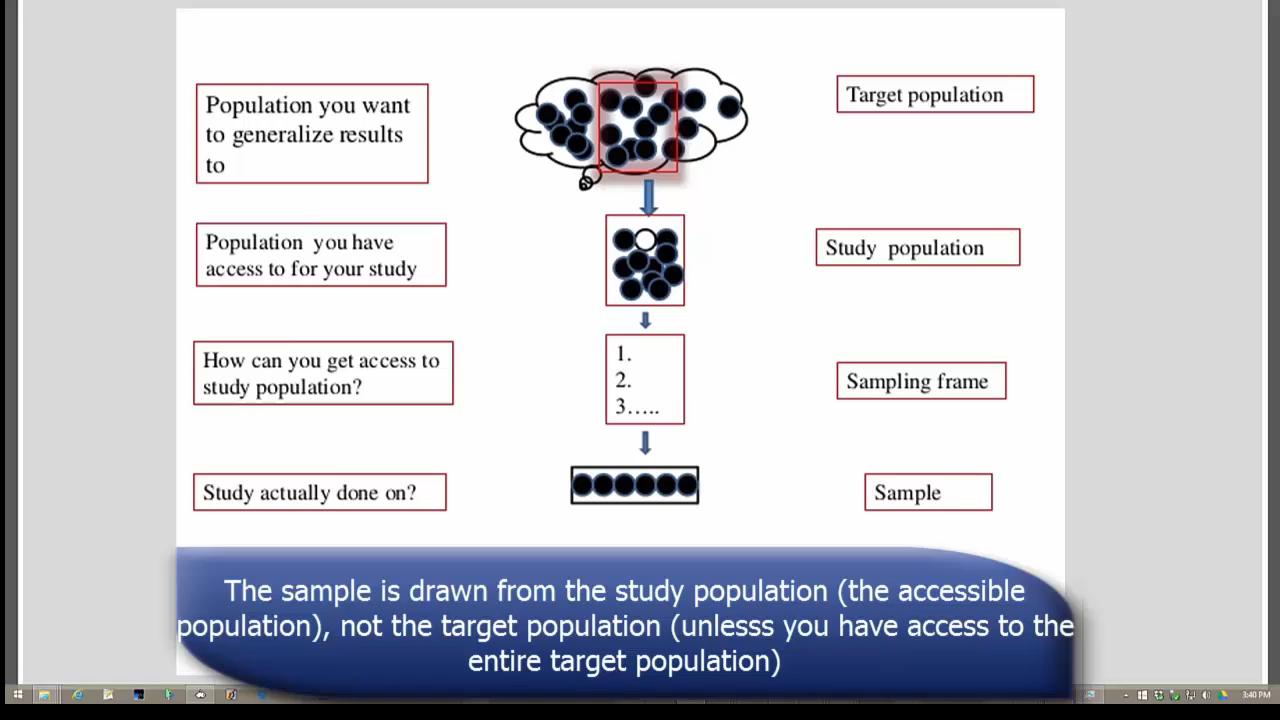 Population you want
to generalize results
to
Target population
Population you have
access to for your study
Study population
How can you get access to
study population?
1.
2.
3…..
Sampling frame
Study actually done on?
Sample
The sample is drawn from the study population (the accessible
population), not the target population (unlesss you have access to the
entire target population)
3:40 PM